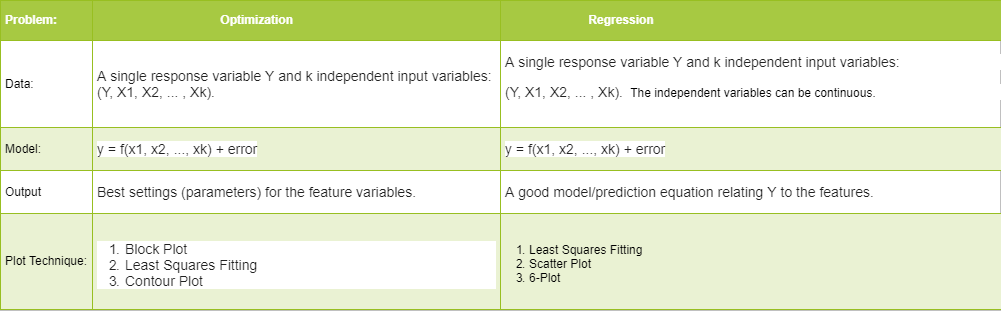 Problem:
Optimization
Regression
Data:
A single response variable Y and k independent input variables:
(Y, X1, X2, ... , Xk).
A single response variable Y and k independent input variables:
(Y, X1, X2, ... , Xk).  The independent variables can be continuous.
Model:
y = f(x1, x2, ..., xk) + error
y = f(x1, x2, ..., xk) + error
Output
Best settings (parameters) for the feature variables.
A good model/prediction equation relating Y to the features.
Plot Technique:
1. Block Plot
2. Least Squares Fitting
3. Contour Plot
1. Least Squares Fitting
2. Scatter Plot
3. 6-Plot